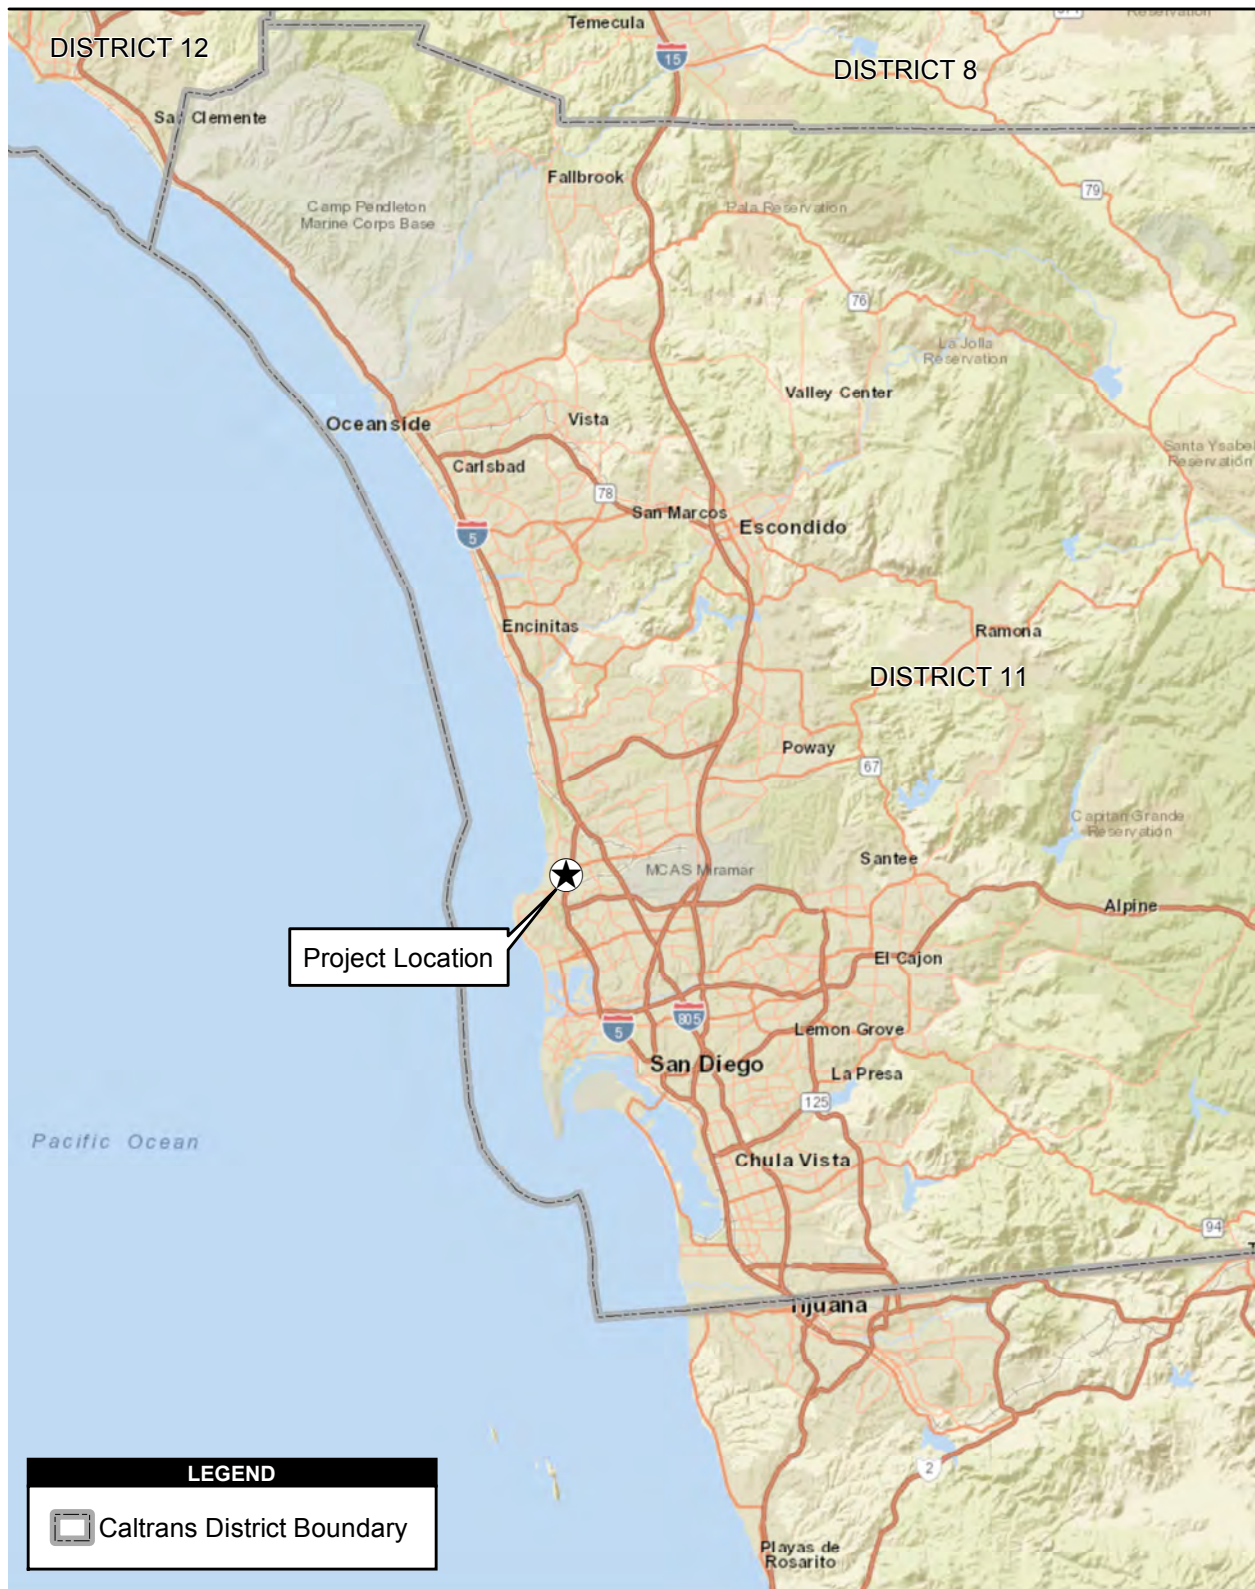 Temecula
Reservation
DISTRICT 12
15
DISTRICT 8
San Clemente
Fallbrook
79
Camp Pendleton
Marine Corps Base
Pala Reservation
76
La Jolla
Reservation
Valley Center
Oceanside
Vista
Santa Ysabel
Reservation
Carlsbad
78
San Marcos
Escondido
5
Encinitas
Ramona
DISTRICT 11
Poway
67
Capitan Grande
Reservation
Santee
MCAS Miramar
Alpine
Project Location
El Cajon
805
5
Lemon Grove
San Diego
La Presa
125
Pacific Ocean
Chula Vista
94
Tijuana
LEGEND
2
Caltrans District Boundary
Playas de
Rosarito